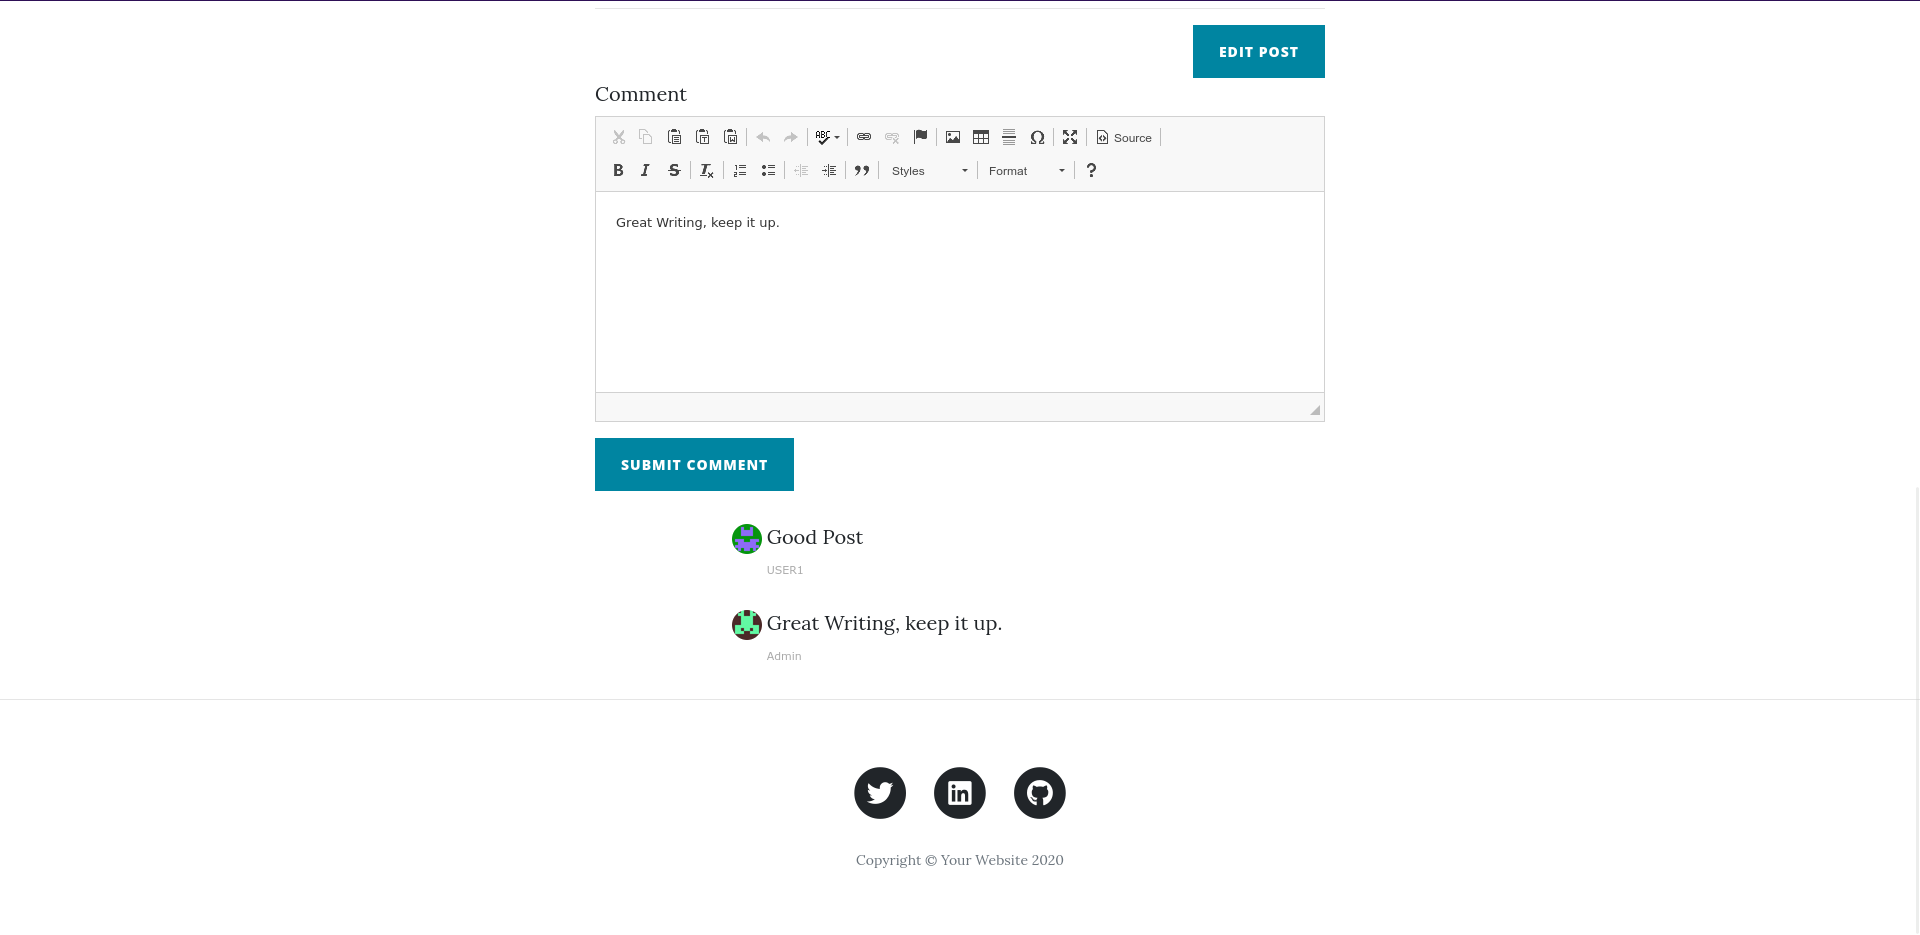 EDIT POST
Comment
Source
Styles Format
Great Writing, keep it up.
SUBMIT COMMENT
Good Post
USER1
Great Writing, keep it up.
Admin
Copyright © Your Website 2020